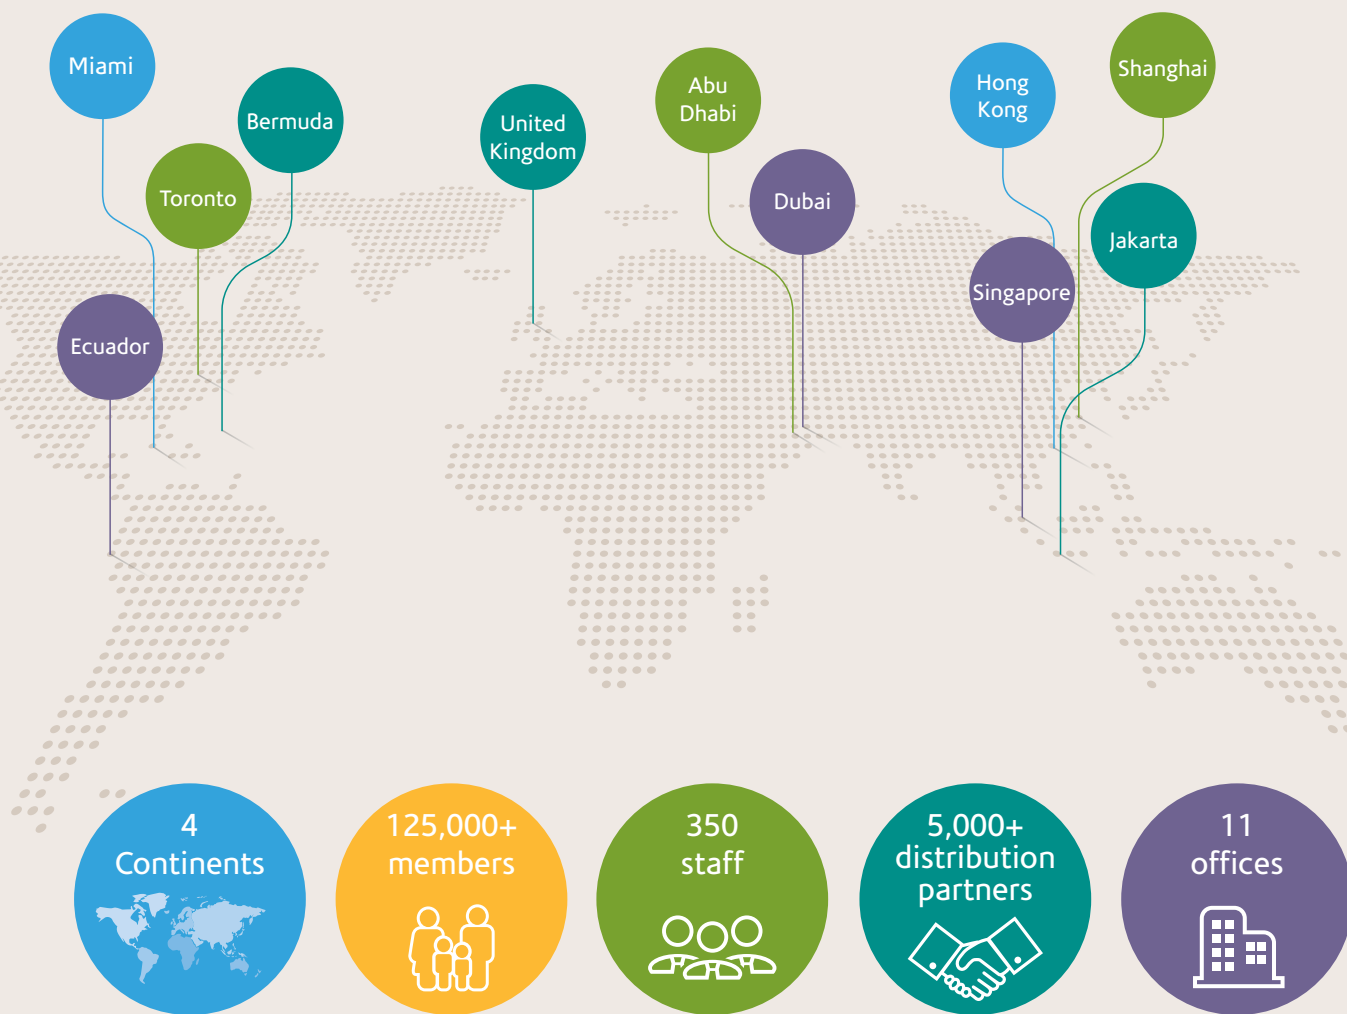 Miami
Bermuda
Toronto
Ecuador
United
Kingdom
Abu
Dhabi
Dubai
Hong
Kong
Shanghai
Jakarta
Singapore
4
Continents
125,000+
members
350
staff
5,000+
distribution
partners
11
offices